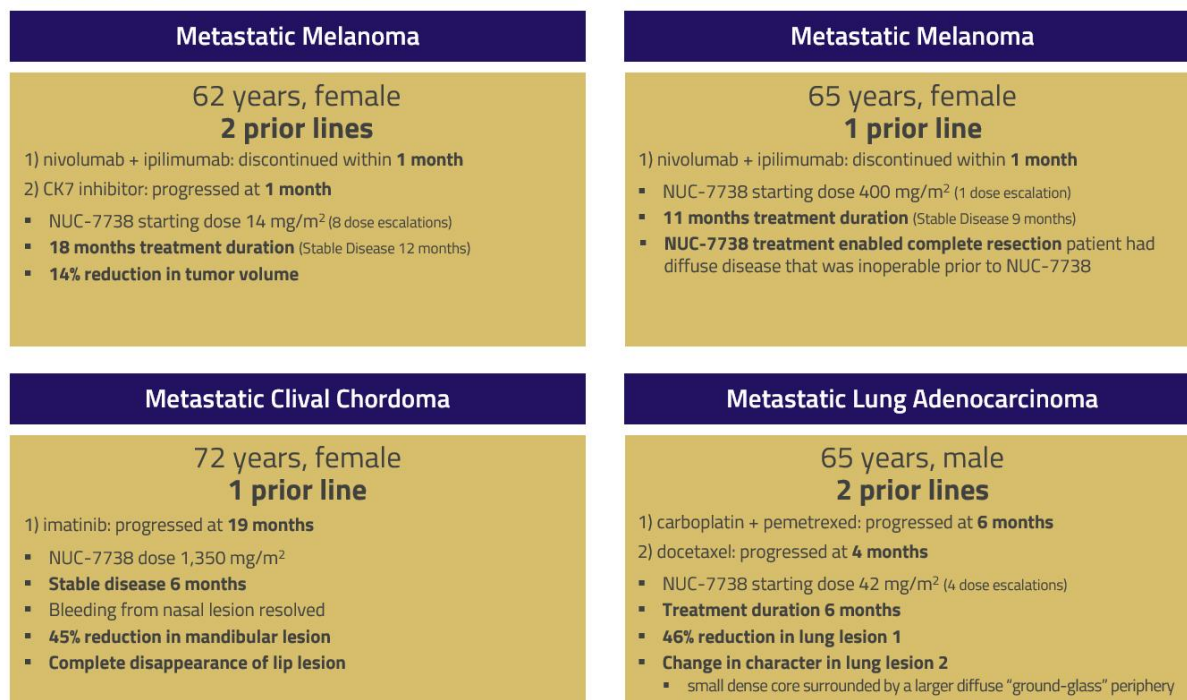 Metastatic Melanoma
62 years, female
2 prior lines
1) nivolumab + ipilimumab: discontinued within 1 month
2) CK7 inhibitor: progressed at 1 month
▪ NUC-7738 starting dose 14 mg/m² (8 dose escalations)
▪ 18 months treatment duration (Stable Disease 12 months)
▪ 14% reduction in tumor volume
Metastatic Melanoma
65 years, female
1 prior line
1) nivolumab + ipilimumab: discontinued within 1 month
▪ NUC-7738 starting dose 400 mg/m² (1 dose escalation)
▪ 11 months treatment duration (Stable Disease 9 months)
▪ NUC-7738 treatment enabled complete resection patient had
diffuse disease that was inoperable prior to NUC-7738
Metastatic Clival Chordoma
72 years, female
1 prior line
1) imatinib: progressed at 19 months
▪ NUC-7738 dose 1,350 mg/m²
▪ Stable disease 6 months
▪ Bleeding from nasal lesion resolved
▪ 45% reduction in mandibular lesion
▪ Complete disappearance of lip lesion
Metastatic Lung Adenocarcinoma
65 years, male
2 prior lines
1) carboplatin + pemetrexed: progressed at 6 months
2) docetaxel: progressed at 4 months
▪ NUC-7738 starting dose 42 mg/m² (4 dose escalations)
▪ Treatment duration 6 months
▪ 46% reduction in lung lesion 1
▪ Change in character in lung lesion 2
▪ small dense core surrounded by a larger diffuse “ground-glass” periphery